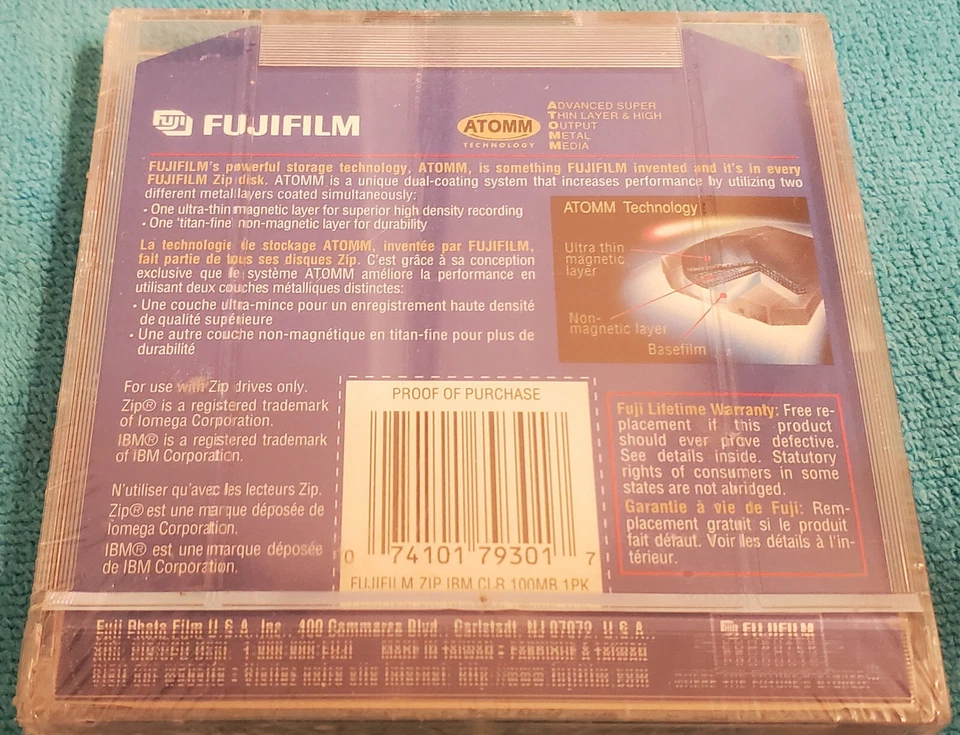 FUJI FUJIFILM
ATOMM
TECHNOLOGY
ADVANCED SUPER
THIN LAYER & HIGH
OUTPUT
METAL
MEDIA
FUJIFILM's powerful storage technology, ATOMM, is something FUJIFILM invented and it's in every
FUJIFILM Zip disk. ATOMM is a unique dual-coating system that increases performance by utilizing two
different metal layers coated simultaneously:
· One ultra-thin magnetic layer for superior high density recording
· One 'titan-fine' non-magnetic layer for durability
La technologie de stockage ATOMM, inventée par FUJIFILM,
fait partie de tous ses disques Zip. C'est grâce à sa conception
exclusive que le système ATOMM améliore la performance en
utilisant deux couches métalliques distinctes:
· Une couche ultra-mince pour un enregistrement haute densité
de qualité supérieure
· Une autre couche non-magnétique en titan-fine pour plus de
durabilité
ATOMM Technology
Ultra thin
magnetic
layer
Non-
magnetic layer
Basefilm
For use with Zip drives only.
Zip® is a registered trademark
of Iomega Corporation.
IBM® is a registered trademark
of IBM Corporation.
N'utiliser qu'avec les lecteurs Zip.
Zip® est une marque déposée de
Iomega Corporation.
IBM® est une marque déposée
de IBM Corporation.
PROOF OF PURCHASE
0 74101 79301 7
FUJIFILM ZIP IBM CLR 100MB 1PK
Fuji Lifetime Warranty: Free re-
placement if this product
should ever prove defective.
See details inside. Statutory
rights of consumers in some
states are not abridged.
Garantie à vie de Fuji: Rem-
placement gratuit si le produit
fait défaut. Voir les détails à l'in-
térieur.
Fuji Photo Film U.S.A., Inc., 400 Commerce Blvd., Carlstadt, NJ 07072, U.S.A.
FUJIFILM
MADE IN TAIWAN - FABRIQUÉ À TAIWAN